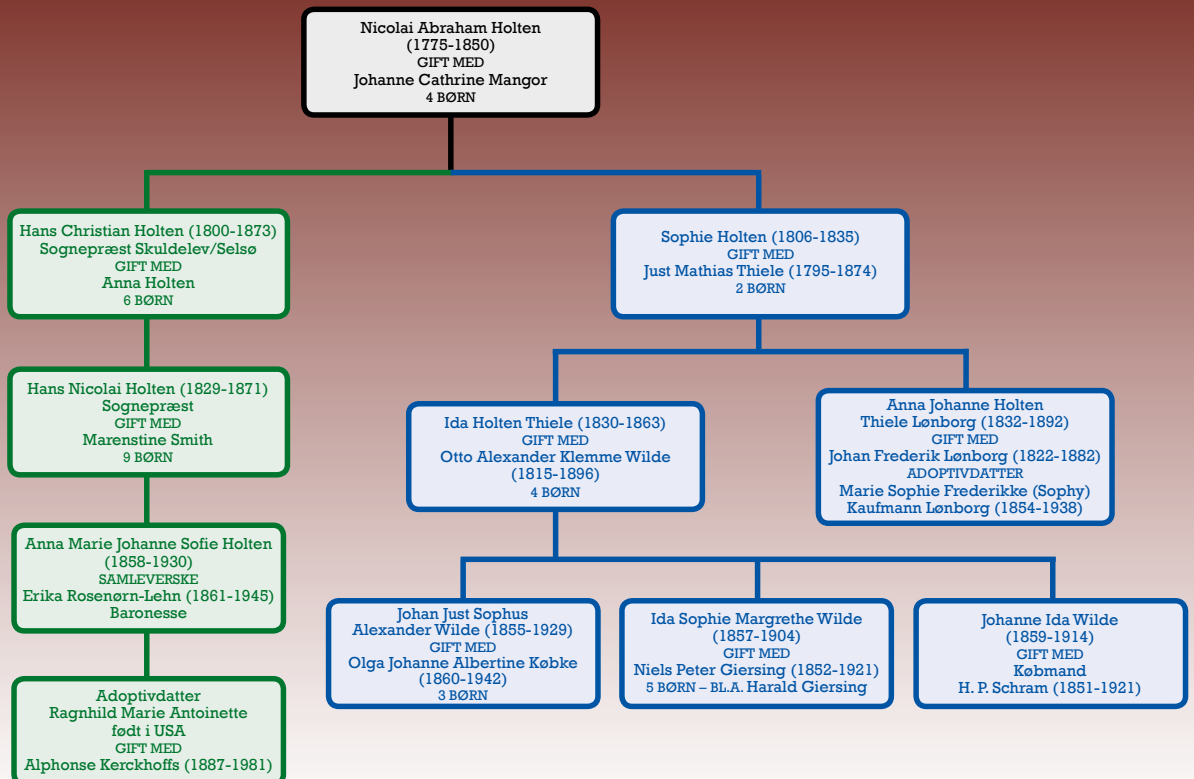 Nicolai Abraham Holten
(1775-1850)
GIFT MED
Johanne Cathrine Mangor
4 BØRN
Hans Christian Holten (1800-1873)
Sognepræst Skuldelev/Selsø
GIFT MED
Anna Holten
6 BØRN
Sophie Holten (1806-1835)
GIFT MED
Just Mathias Thiele (1795-1874)
2 BØRN
Hans Nicolai Holten (1829-1871)
Sognepræst
GIFT MED
Marenstine Smith
9 BØRN
Ida Holten Thiele (1830-1863)
GIFT MED
Otto Alexander Klemme Wilde
(1815-1896)
4 BØRN
Anna Johanne Holten
Thiele Lønborg (1832-1892)
GIFT MED
Johan Frederik Lønborg (1822-1882)
ADOPTIVDATTER
Marie Sophie Frederikke (Sophy)
Kaufmann Lønborg (1854-1938)
Anna Marie Johanne Sofie Holten
(1858-1930)
SAMLEVERSKE
Erika Rosenørn-Lehn (1861-1945)
Baronesse
Johan Just Sophus
Alexander Wilde (1855-1929)
GIFT MED
Olga Johanne Albertine Købke
(1860-1942)
3 BØRN
Ida Sophie Margrethe Wilde
(1857-1904)
GIFT MED
Niels Peter Giersing (1852-1921)
5 BØRN – BL.A. Harald Giersing
Johanne Ida Wilde
(1859-1914)
GIFT MED
Købmand
H. P. Schram (1851-1921)
Adoptivdatter
Ragnhild Marie Antoinette
født i USA
GIFT MED
Alphonse Kerckhoffs (1887-1981)